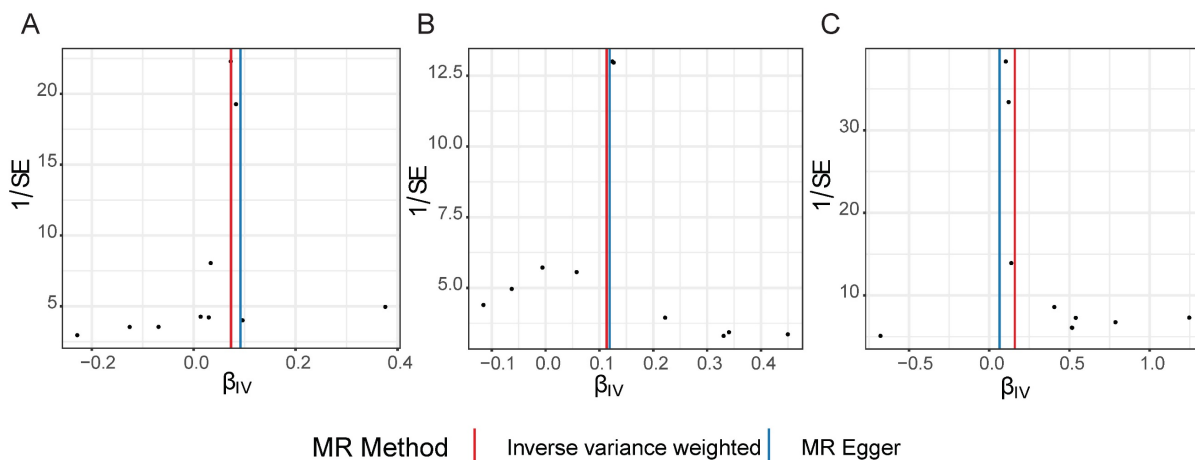 A
B
C
1/SE
20
15
10
5
−0.2
0.0
0.2
0.4
βIV
1/SE
12.5
10.0
7.5
5.0
−0.1
0.0
0.1
0.2
0.3
0.4
βIV
1/SE
30
20
10
−0.5
0.0
0.5
1.0
βIV
MR Method Inverse variance weighted MR Egger